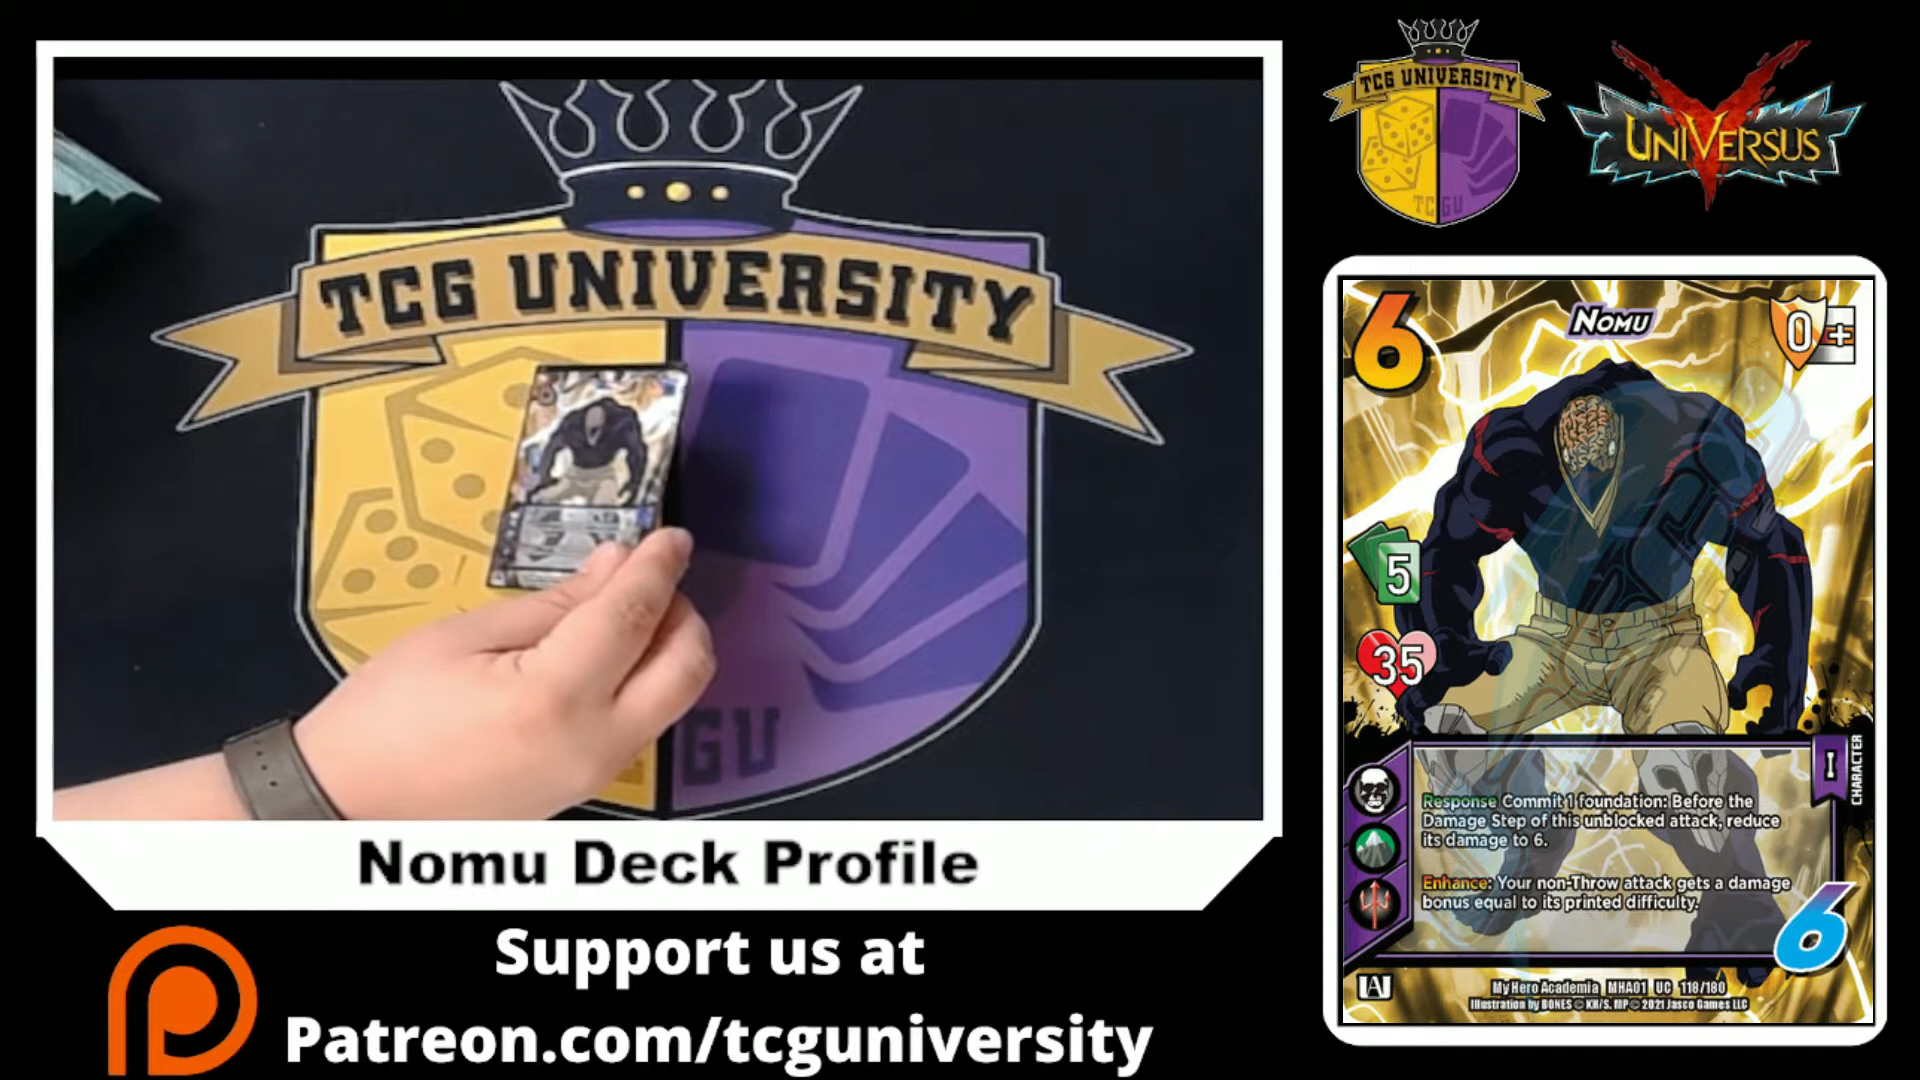 TCG UNIVERSITY
GU
Nomu Deck Profile
Support us at
Patreon.com/tcguniversity
TCG UNIVERSITY
TCGU
UNIVERSUS
6
NOMU
0
+
5
35
I
CHARACTER
Response Commit 1 foundation: Before the
Damage Step of this unblocked attack, reduce
its damage to 6.
Enhance: Your non-Throw attack gets a damage
bonus equal to its printed difficulty.
6
My Hero Academia MHA01 UC 118/180
Illustration by BONES © KH/S, MP © 2021 Jasco Games LLC